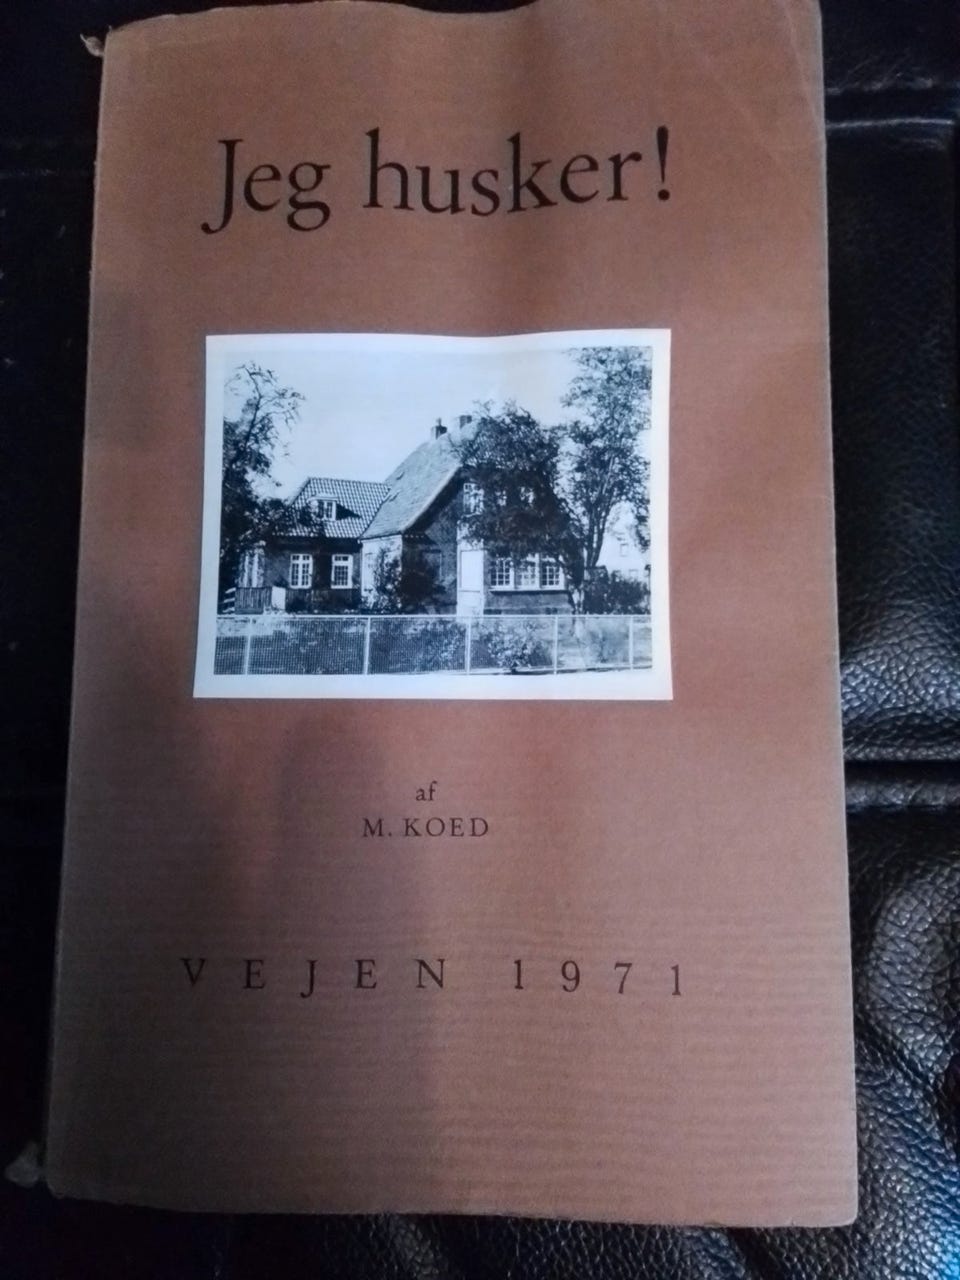 Jeg husker!
af
M. KOED
VEJEN 1971